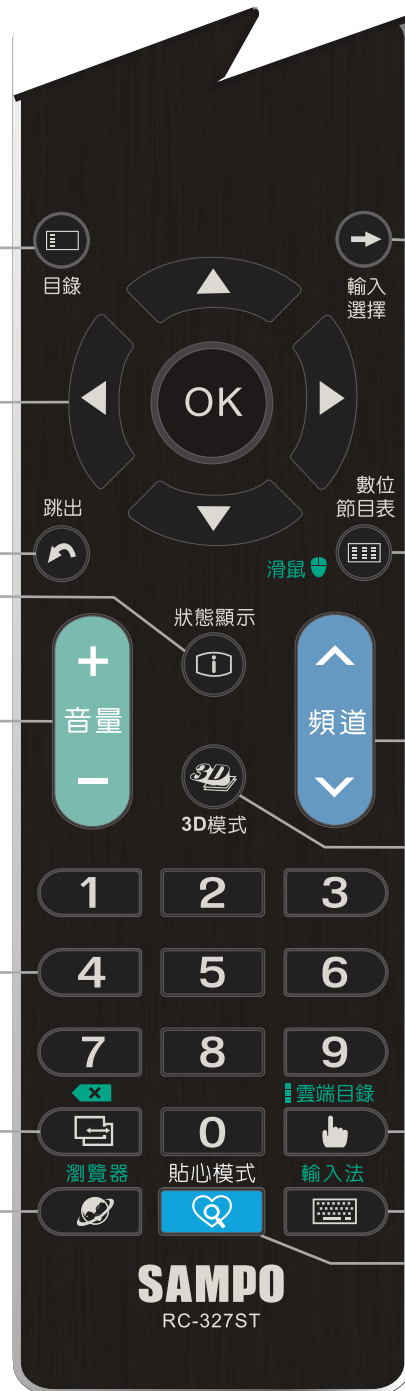 目錄
輸入
選擇
OK
跳出
數位
節目表
滑鼠
狀態顯示
音量
頻道
3D
3D模式
1 2 3
4 5 6
7 8 9
雲端目錄
0
瀏覽器 貼心模式 輸入法
SAMPO
RC-327ST